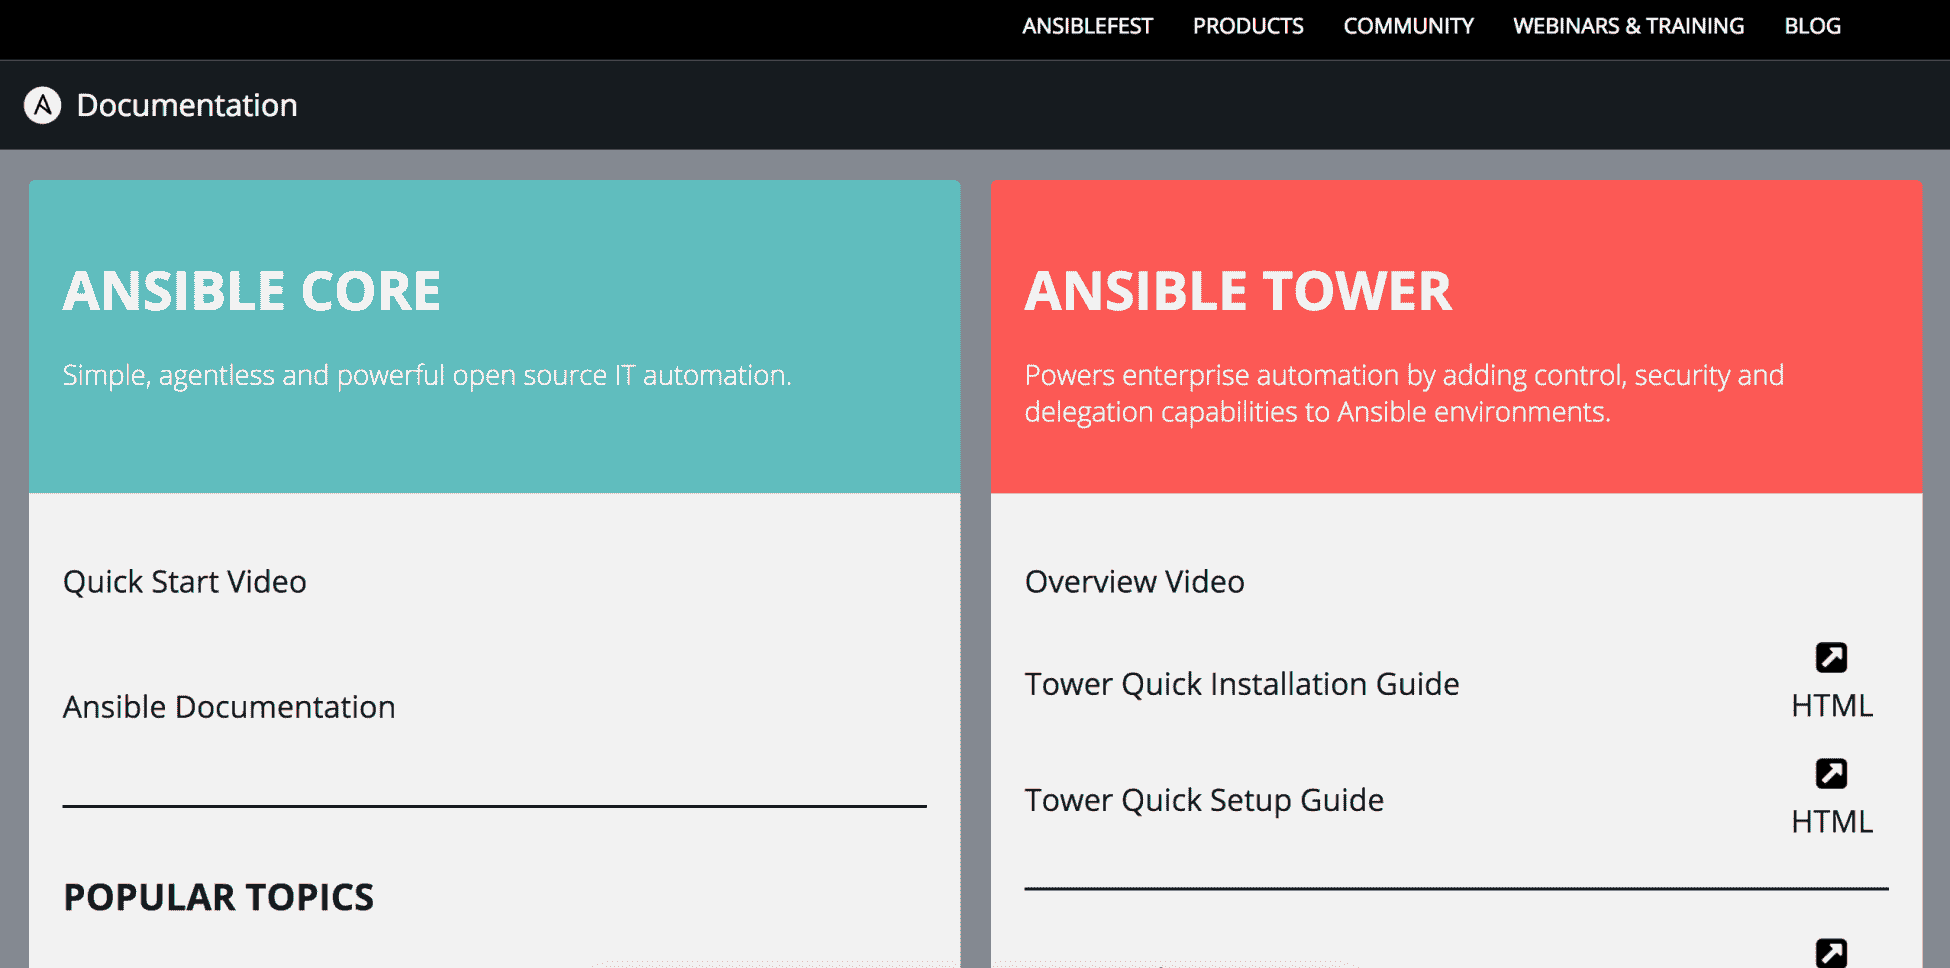 ANSIBLEFEST PRODUCTS COMMUNITY WEBINARS & TRAINING BLOG
Documentation
ANSIBLE CORE
Simple, agentless and powerful open source IT automation.
Quick Start Video
Ansible Documentation
POPULAR TOPICS
ANSIBLE TOWER
Powers enterprise automation by adding control, security and
delegation capabilities to Ansible environments.
Overview Video
Tower Quick Installation Guide
HTML
Tower Quick Setup Guide
HTML